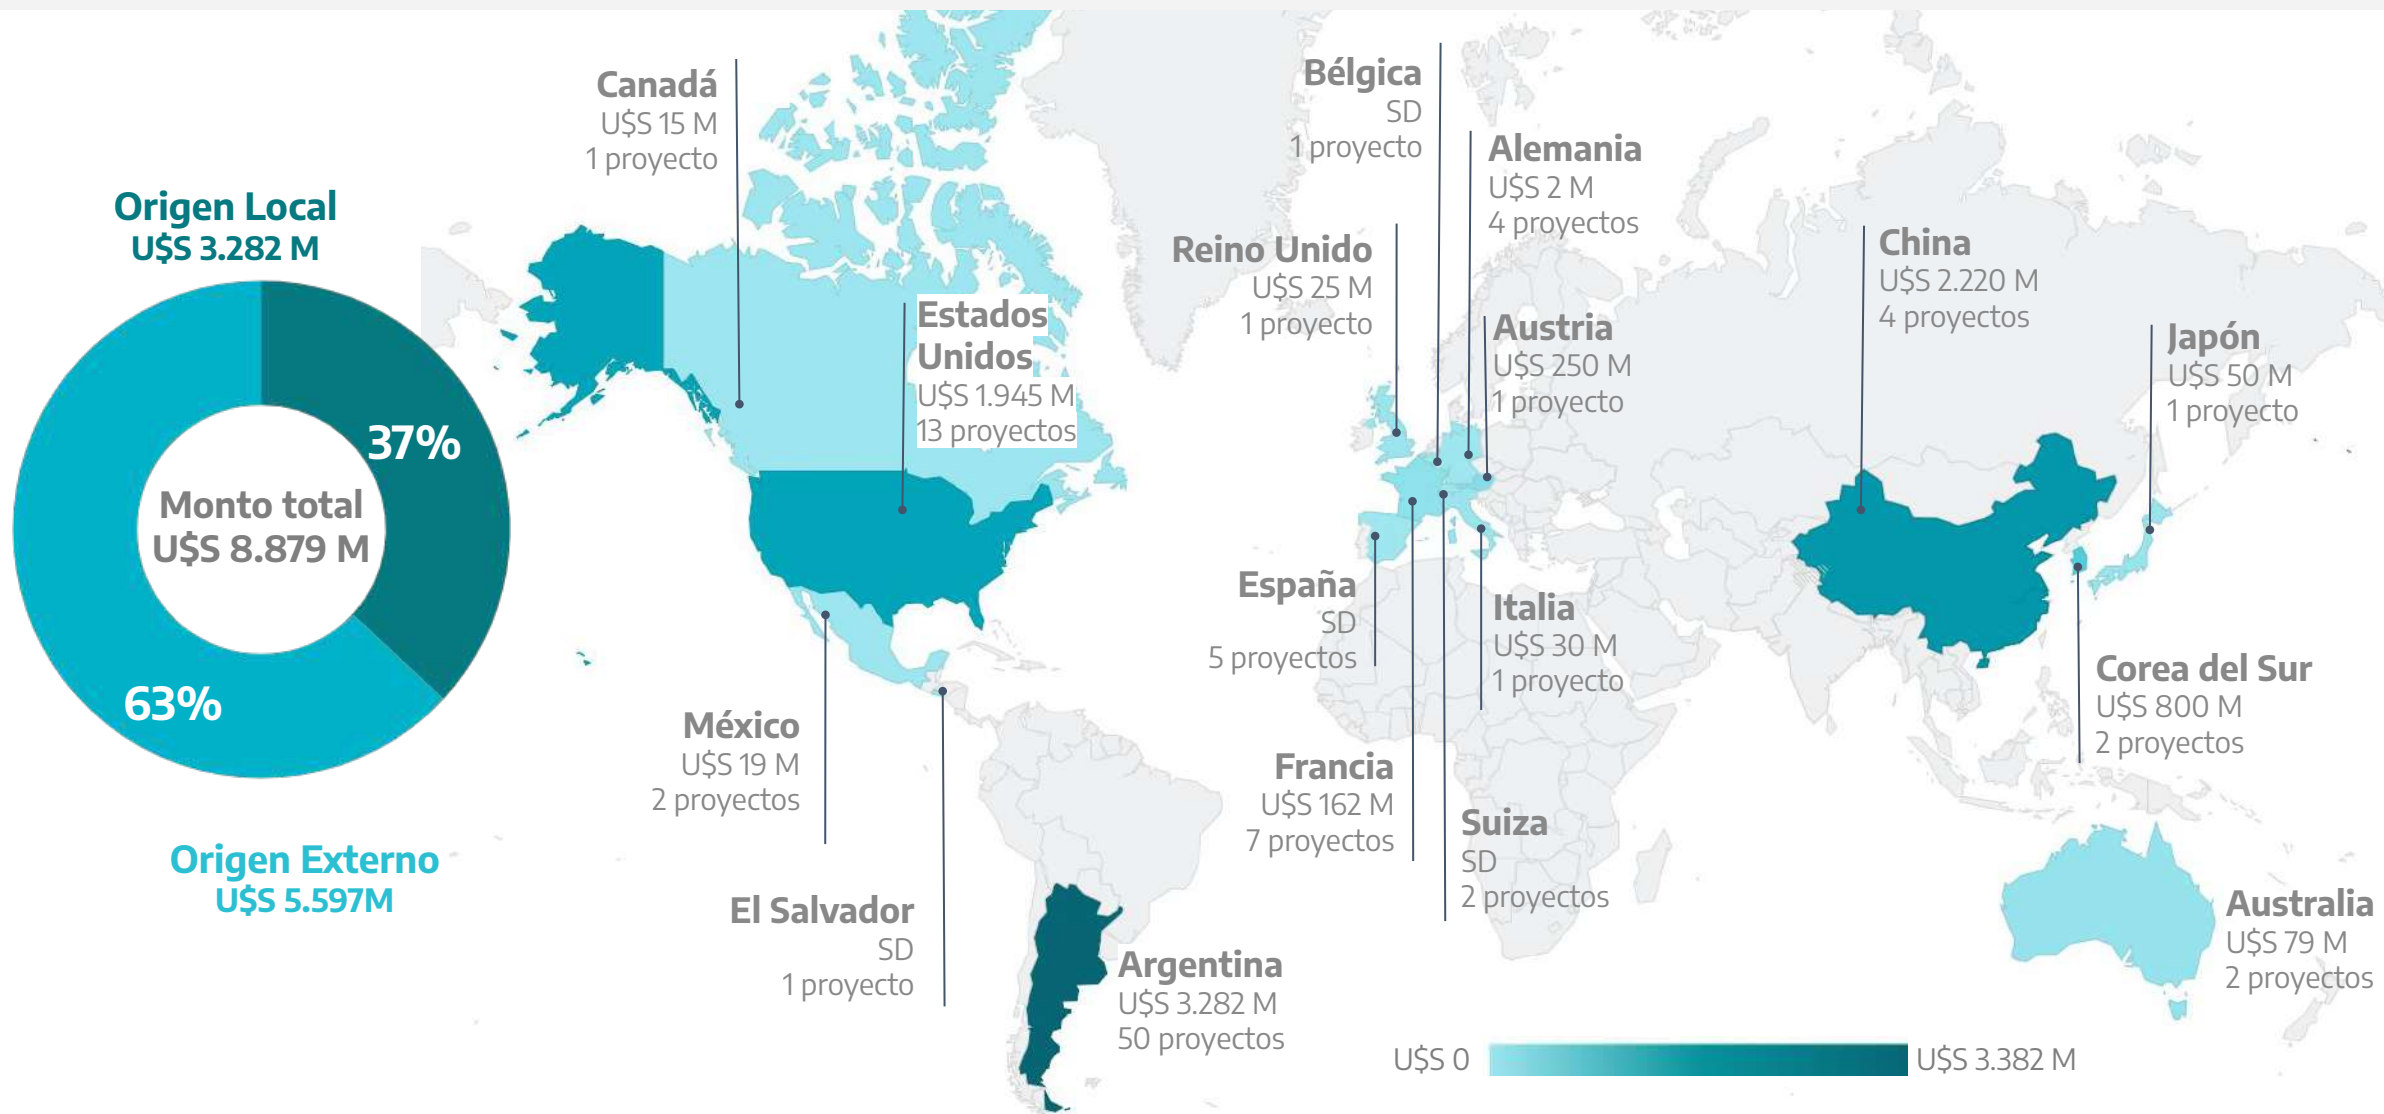 Origen Local
U$S 3.282 M
37%
Monto total
U$S 8.879 M
63%
Origen Externo
U$S 5.597M
Canadá
U$S 15 M
1 proyecto
Estados
Unidos
U$S 1.945 M
13 proyectos
México
U$S 19 M
2 proyectos
El Salvador
SD
1 proyecto
Argentina
U$S 3.282 M
50 proyectos
Bélgica
SD
1 proyecto
Alemania
U$S 2 M
4 proyectos
Reino Unido
U$S 25 M
1 proyecto
Austria
U$S 250 M
1 proyecto
España
SD
5 proyectos
Italia
U$S 30 M
1 proyecto
Francia
U$S 162 M
7 proyectos
Suiza
SD
2 proyectos
China
U$S 2.220 M
4 proyectos
Japón
U$S 50 M
1 proyecto
Corea del Sur
U$S 800 M
2 proyectos
Australia
U$S 79 M
2 proyectos
U$S 0
U$S 3.382 M